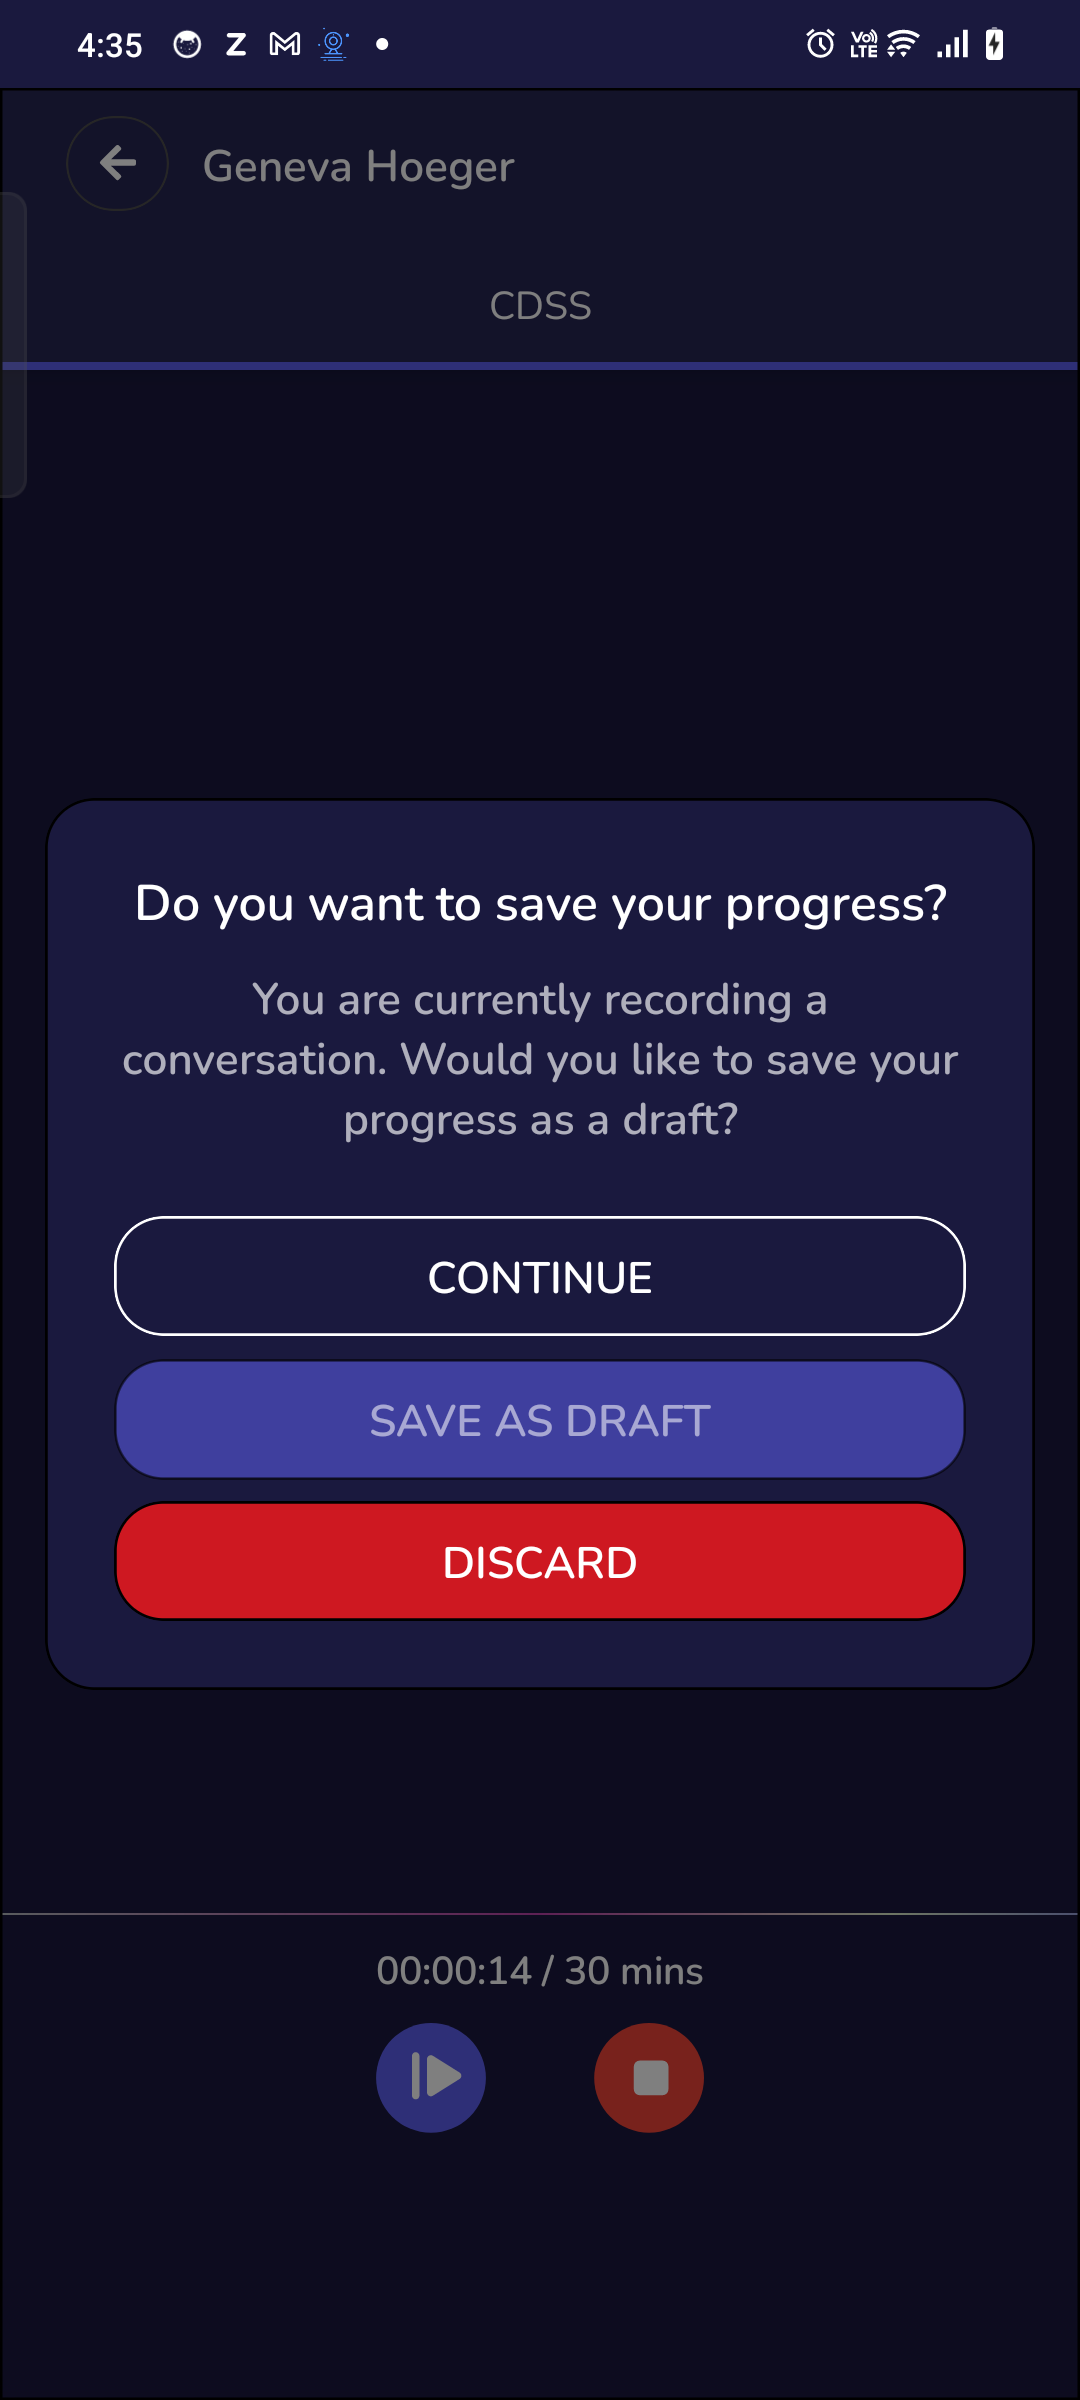 4:35
Z
Vo) LTE
Geneva Hoeger
CDSS
Do you want to save your progress?
You are currently recording a
conversation. Would you like to save your
progress as a draft?
CONTINUE
SAVE AS DRAFT
DISCARD
00:00:14 / 30 mins